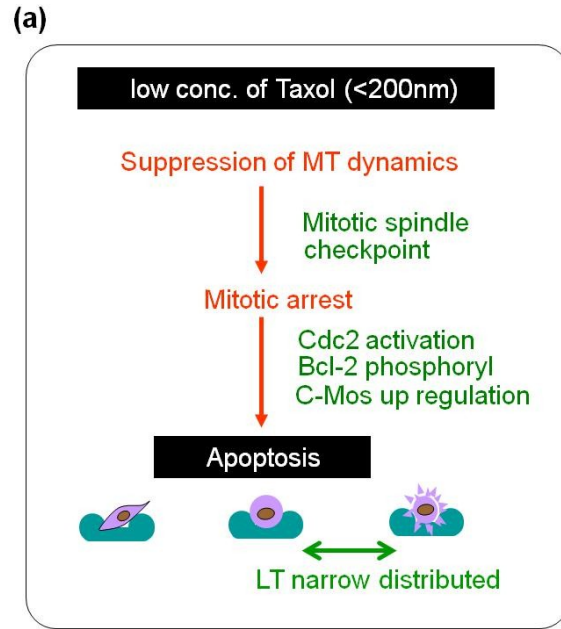 (a)
low conc. of Taxol (<200nm)
Suppression of MT dynamics
Mitotic spindle
checkpoint
Mitotic arrest
Cdc2 activation
Bcl-2 phosphoryl
C-Mos up regulation
Apoptosis
LT narrow distributed